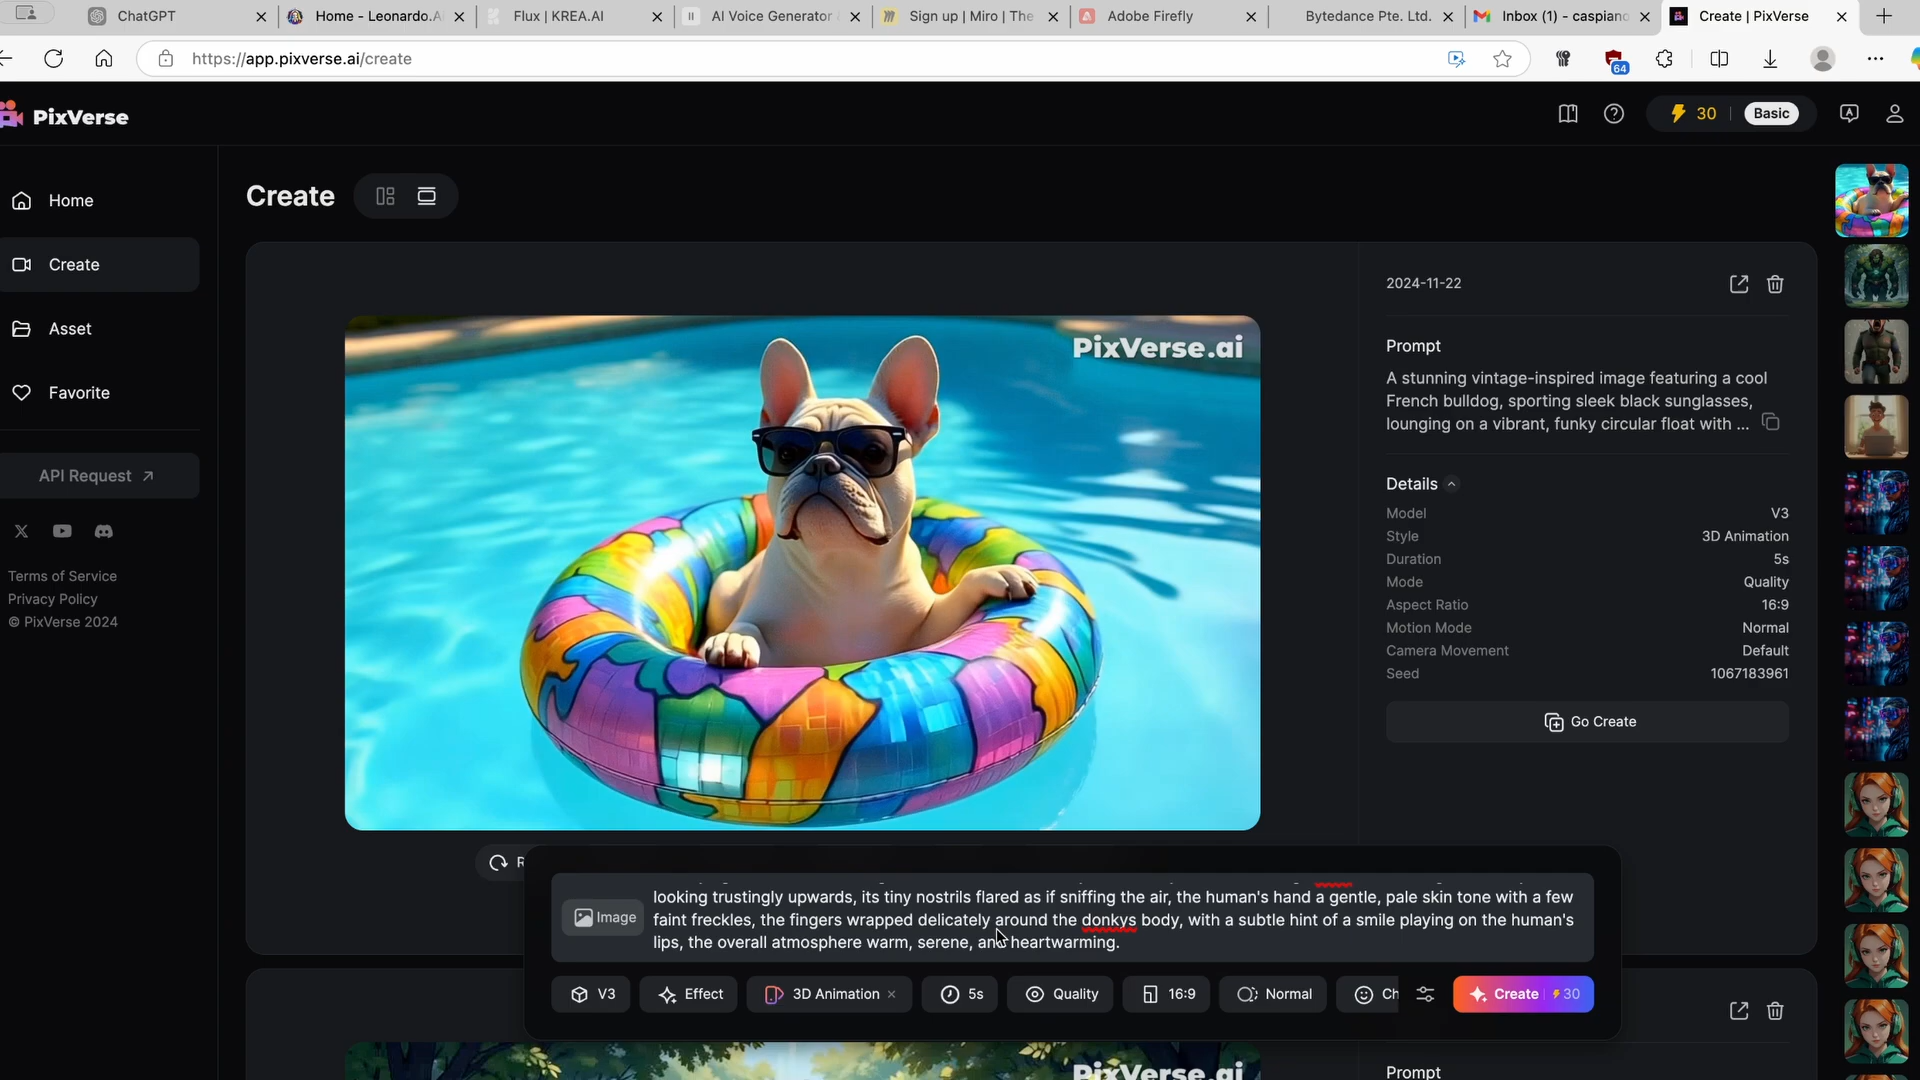 ChatGPT
Home - Leonardo.A
Flux | KREA.AI
AI Voice Generator
Sign up | Miro | The
Adobe Firefly
Bytedance Pte. Ltd.
Inbox (1) - caspiano
Create | PixVerse
https://app.pixverse.ai/create
64
PixVerse
30
Basic
Home
Create
Asset
Favorite
API Request
Terms of Service
Privacy Policy
© PixVerse 2024
Create
PixVerse.ai
2024-11-22
Prompt
A stunning vintage-inspired image featuring a cool
French bulldog, sporting sleek black sunglasses,
lounging on a vibrant, funky circular float with ...
Details
Model V3
Style 3D Animation
Duration 5s
Mode Quality
Aspect Ratio 16:9
Motion Mode Normal
Camera Movement Default
Seed 1067183961
Go Create
R
Image
looking trustingly upwards, its tiny nostrils flared as if sniffing the air, the human's hand a gentle, pale skin tone with a few
faint freckles, the fingers wrapped delicately around the donkys body, with a subtle hint of a smile playing on the human's
lips, the overall atmosphere warm, serene, and heartwarming.
V3
Effect
3D Animation
5s
Quality
16:9
Normal
Ch
Create 30
PixVerse.ai
Prompt